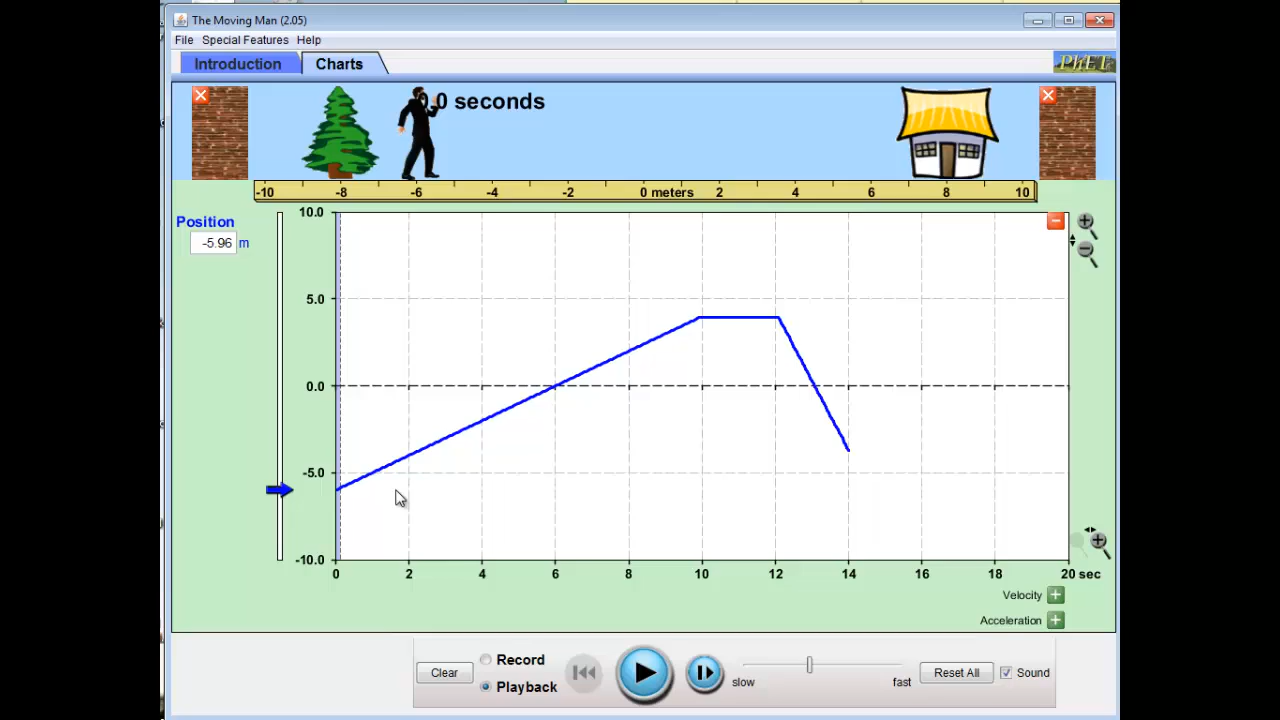 The Moving Man (2.05)
File Special Features Help
Introduction Charts
PhET
0.0 seconds
-10 -8 -6 -4 -2 0 meters 2 4 6 8 10
Position
-5.96 m
10.0
5.0
0.0
-5.0
-10.0
0 2 4 6 8 10 12 14 16 18 20 sec
Velocity
Acceleration
Clear
Record
Playback
slow
fast
Reset All
Sound